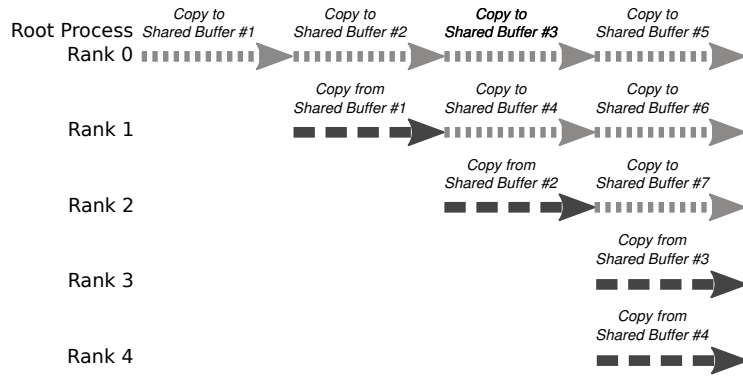 Root Process
Rank 0
Copy to
Shared Buffer #1
Copy to
Shared Buffer #2
Copy to
Shared Buffer #3
Copy to
Shared Buffer #5
Rank 1
Copy from
Shared Buffer #1
Copy to
Shared Buffer #4
Copy to
Shared Buffer #6
Rank 2
Copy from
Shared Buffer #2
Copy to
Shared Buffer #7
Rank 3
Copy from
Shared Buffer #3
Rank 4
Copy from
Shared Buffer #4